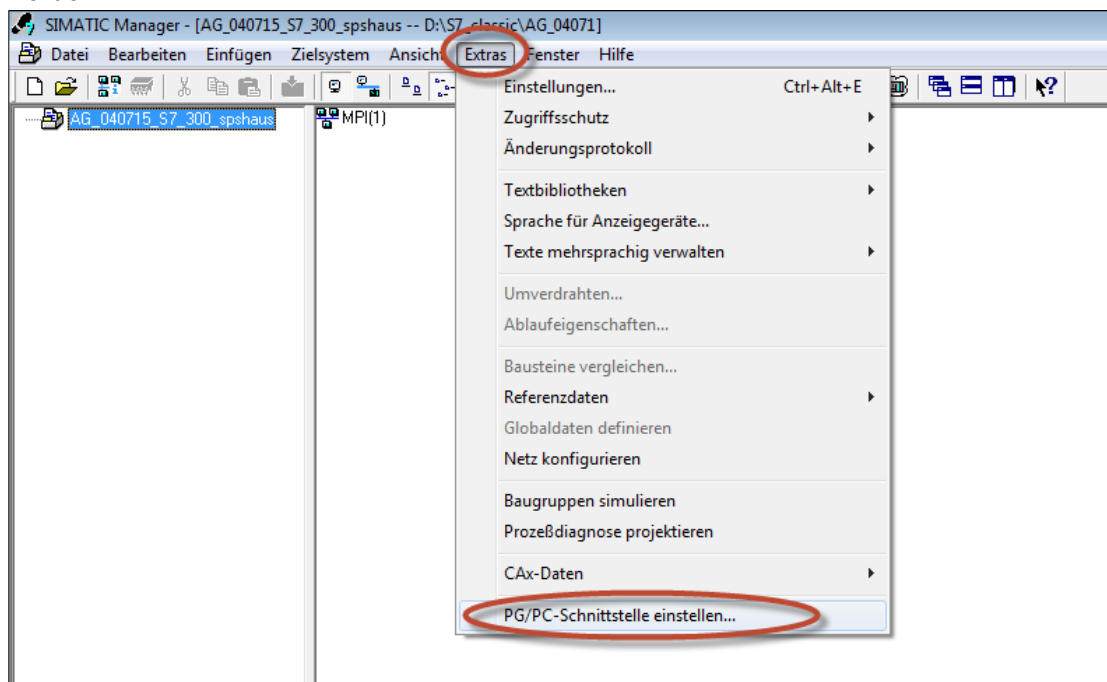 SIMATIC Manager - [AG_040715_S7_300_spshaus -- D:\S7_classic\AG_04071]
Datei Bearbeiten Einfügen Zielsystem Ansicht Extras Fenster Hilfe
AG_040715_S7_300_spshaus
MPI(1)
Einstellungen... Ctrl+Alt+E
Zugriffsschutz
Änderungsprotokoll
Textbibliotheken
Sprache für Anzeigegeräte...
Texte mehrsprachig verwalten
Umverdrahten...
Ablaufeigenschaften...
Bausteine vergleichen...
Referenzdaten
Globaldaten definieren
Netz konfigurieren
Baugruppen simulieren
Prozeßdiagnose projektieren
CAx-Daten
PG/PC-Schnittstelle einstellen...